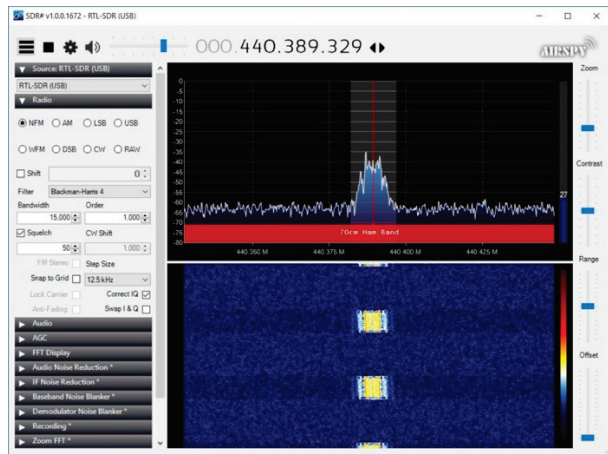 SDR# v1.0.0.1672 - RTL-SDR (USB)
000.440.389.329
AIRSPY
Source: RTL-SDR (USB)
RTL-SDR (USB)
Radio
NFM AM LSB USB
WFM DSB CW RAW
Shift 0
Filter Blackman-Harris 4
Bandwidth Order
15,000 1,000
Squelch CW Shift
50 1,000
FM Stereo Step Size
Snap to Grid 12.5 kHz
Lock Carrier Correct IQ
Anti-Fading Swap I & Q
Audio
AGC
FFT Display
Audio Noise Reduction *
IF Noise Reduction *
Baseband Noise Blanker *
Demodulator Noise Blanker *
Recording *
Zoom FFT *
0
-5
-10
-15
-20
-25
-30
-35
-40
-45
-50
-55
-60
-65
-70
-75
-80
27
70cm Ham Band
440.350 M 440.375 M 440.400 M 440.425 M
Zoom
Contrast
Range
Offset